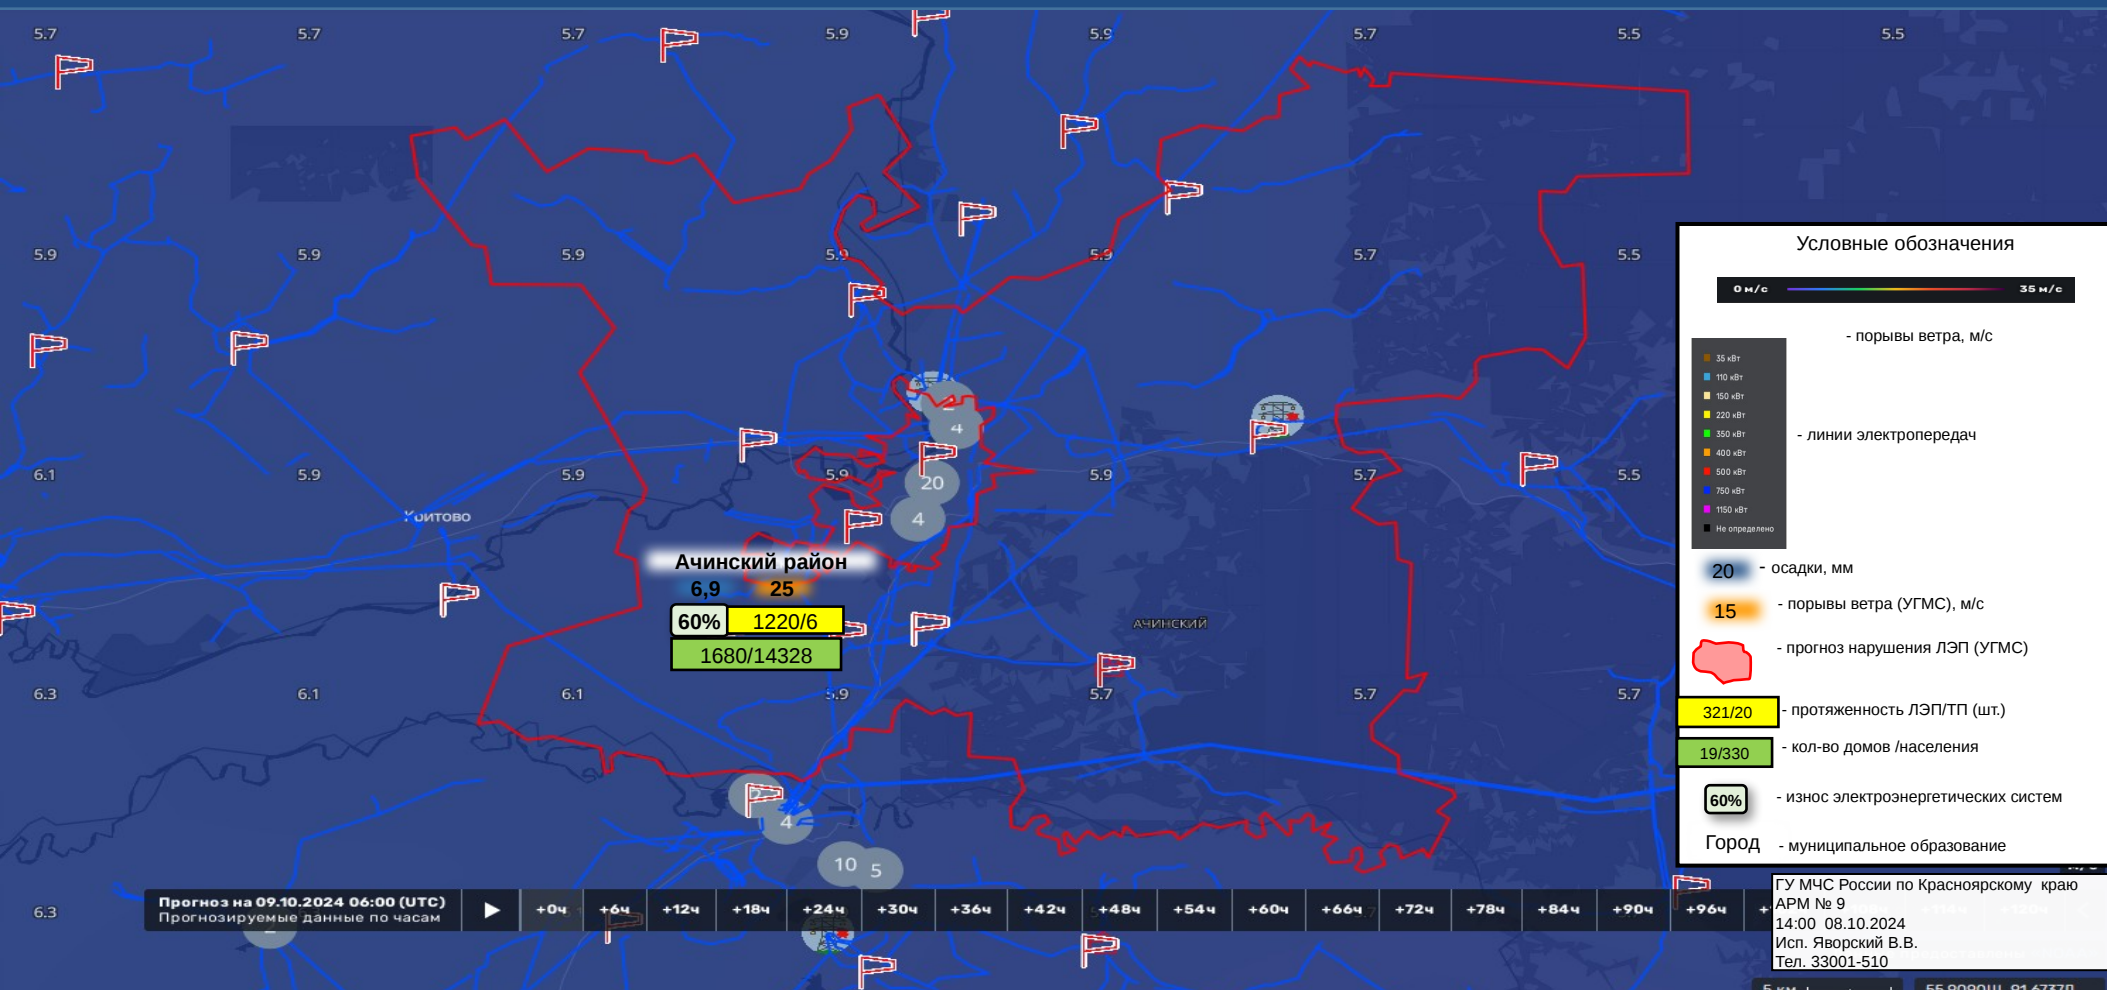 5.7 5.7 5.7 5.9 5.9 5.7 5.5 5.5
5.9 5.9 5.9 5.9 5.9 5.7 5.5
6.1 5.9 5.9 5.9 5.9 5.7 5.5
6.3 6.1 6.1 5.9 5.7 5.7 5.7
6.3
4
20
4
Критово
АЧИНСКИЙ
Ачинский район
6,9 25
60% 1220/6
1680/14328
4
10 5
2
Условные обозначения
0 м/с 35 м/с
- порывы ветра, м/с
35 кВт
110 кВт
150 кВт
220 кВт
350 кВт
400 кВт
500 кВт
750 кВт
1150 кВт
Не определено
- линии электропередач
20 - осадки, мм
15 - порывы ветра (УГМС), м/с
- прогноз нарушения ЛЭП (УГМС)
321/20 - протяженность ЛЭП/ТП (шт.)
19/330 - кол-во домов /населения
60% - износ электроэнергетических систем
Город - муниципальное образование
Прогноз на 09.10.2024 06:00 (UTC)
Прогнозируемые данные по часам
+0ч +6ч +12ч +18ч +24ч +30ч +36ч +42ч +48ч +54ч +60ч +66ч +72ч +78ч +84ч +90ч +96ч
ГУ МЧС России по Красноярскому краю
АРМ № 9
14:00 08.10.2024
Исп. Яворский В.В.
Тел. 33001-510
5 км